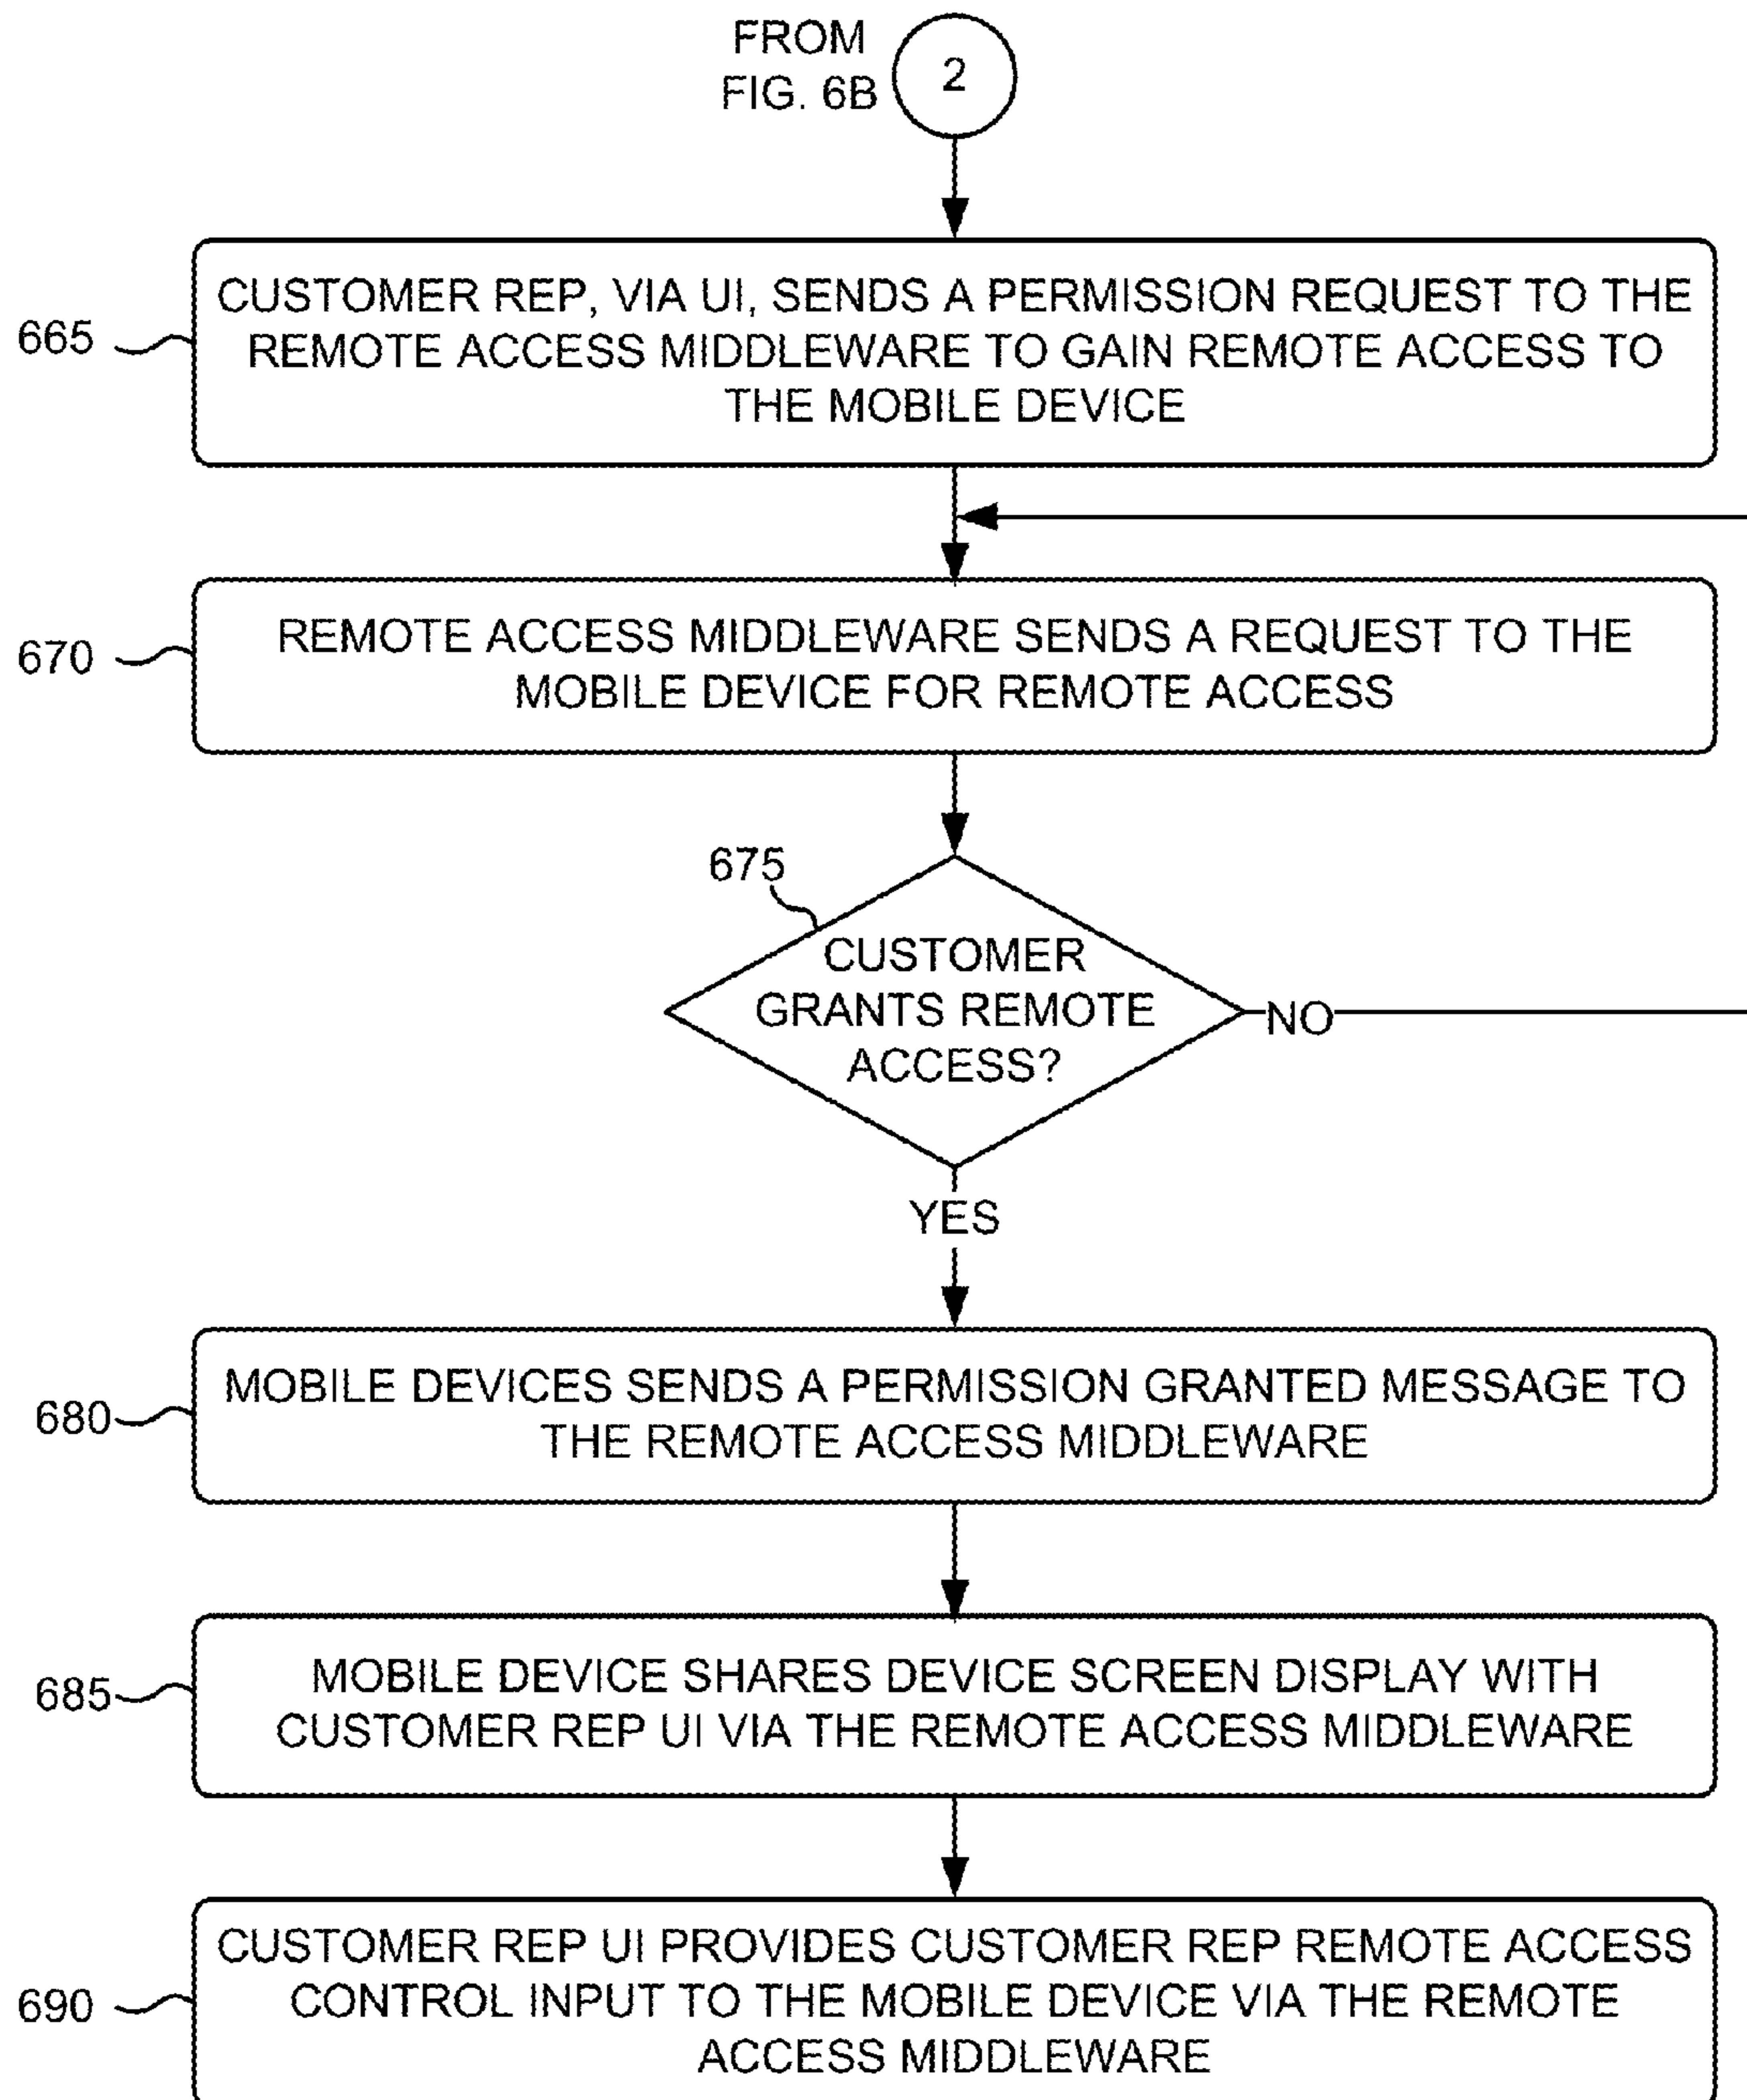 FROM
FIG. 6B
2
665
CUSTOMER REP, VIA UI, SENDS A PERMISSION REQUEST TO THE
REMOTE ACCESS MIDDLEWARE TO GAIN REMOTE ACCESS TO
THE MOBILE DEVICE
670
REMOTE ACCESS MIDDLEWARE SENDS A REQUEST TO THE
MOBILE DEVICE FOR REMOTE ACCESS
675
CUSTOMER
GRANTS REMOTE
ACCESS?
NO
YES
680
MOBILE DEVICES SENDS A PERMISSION GRANTED MESSAGE TO
THE REMOTE ACCESS MIDDLEWARE
685
MOBILE DEVICE SHARES DEVICE SCREEN DISPLAY WITH
CUSTOMER REP UI VIA THE REMOTE ACCESS MIDDLEWARE
690
CUSTOMER REP UI PROVIDES CUSTOMER REP REMOTE ACCESS
CONTROL INPUT TO THE MOBILE DEVICE VIA THE REMOTE
ACCESS MIDDLEWARE